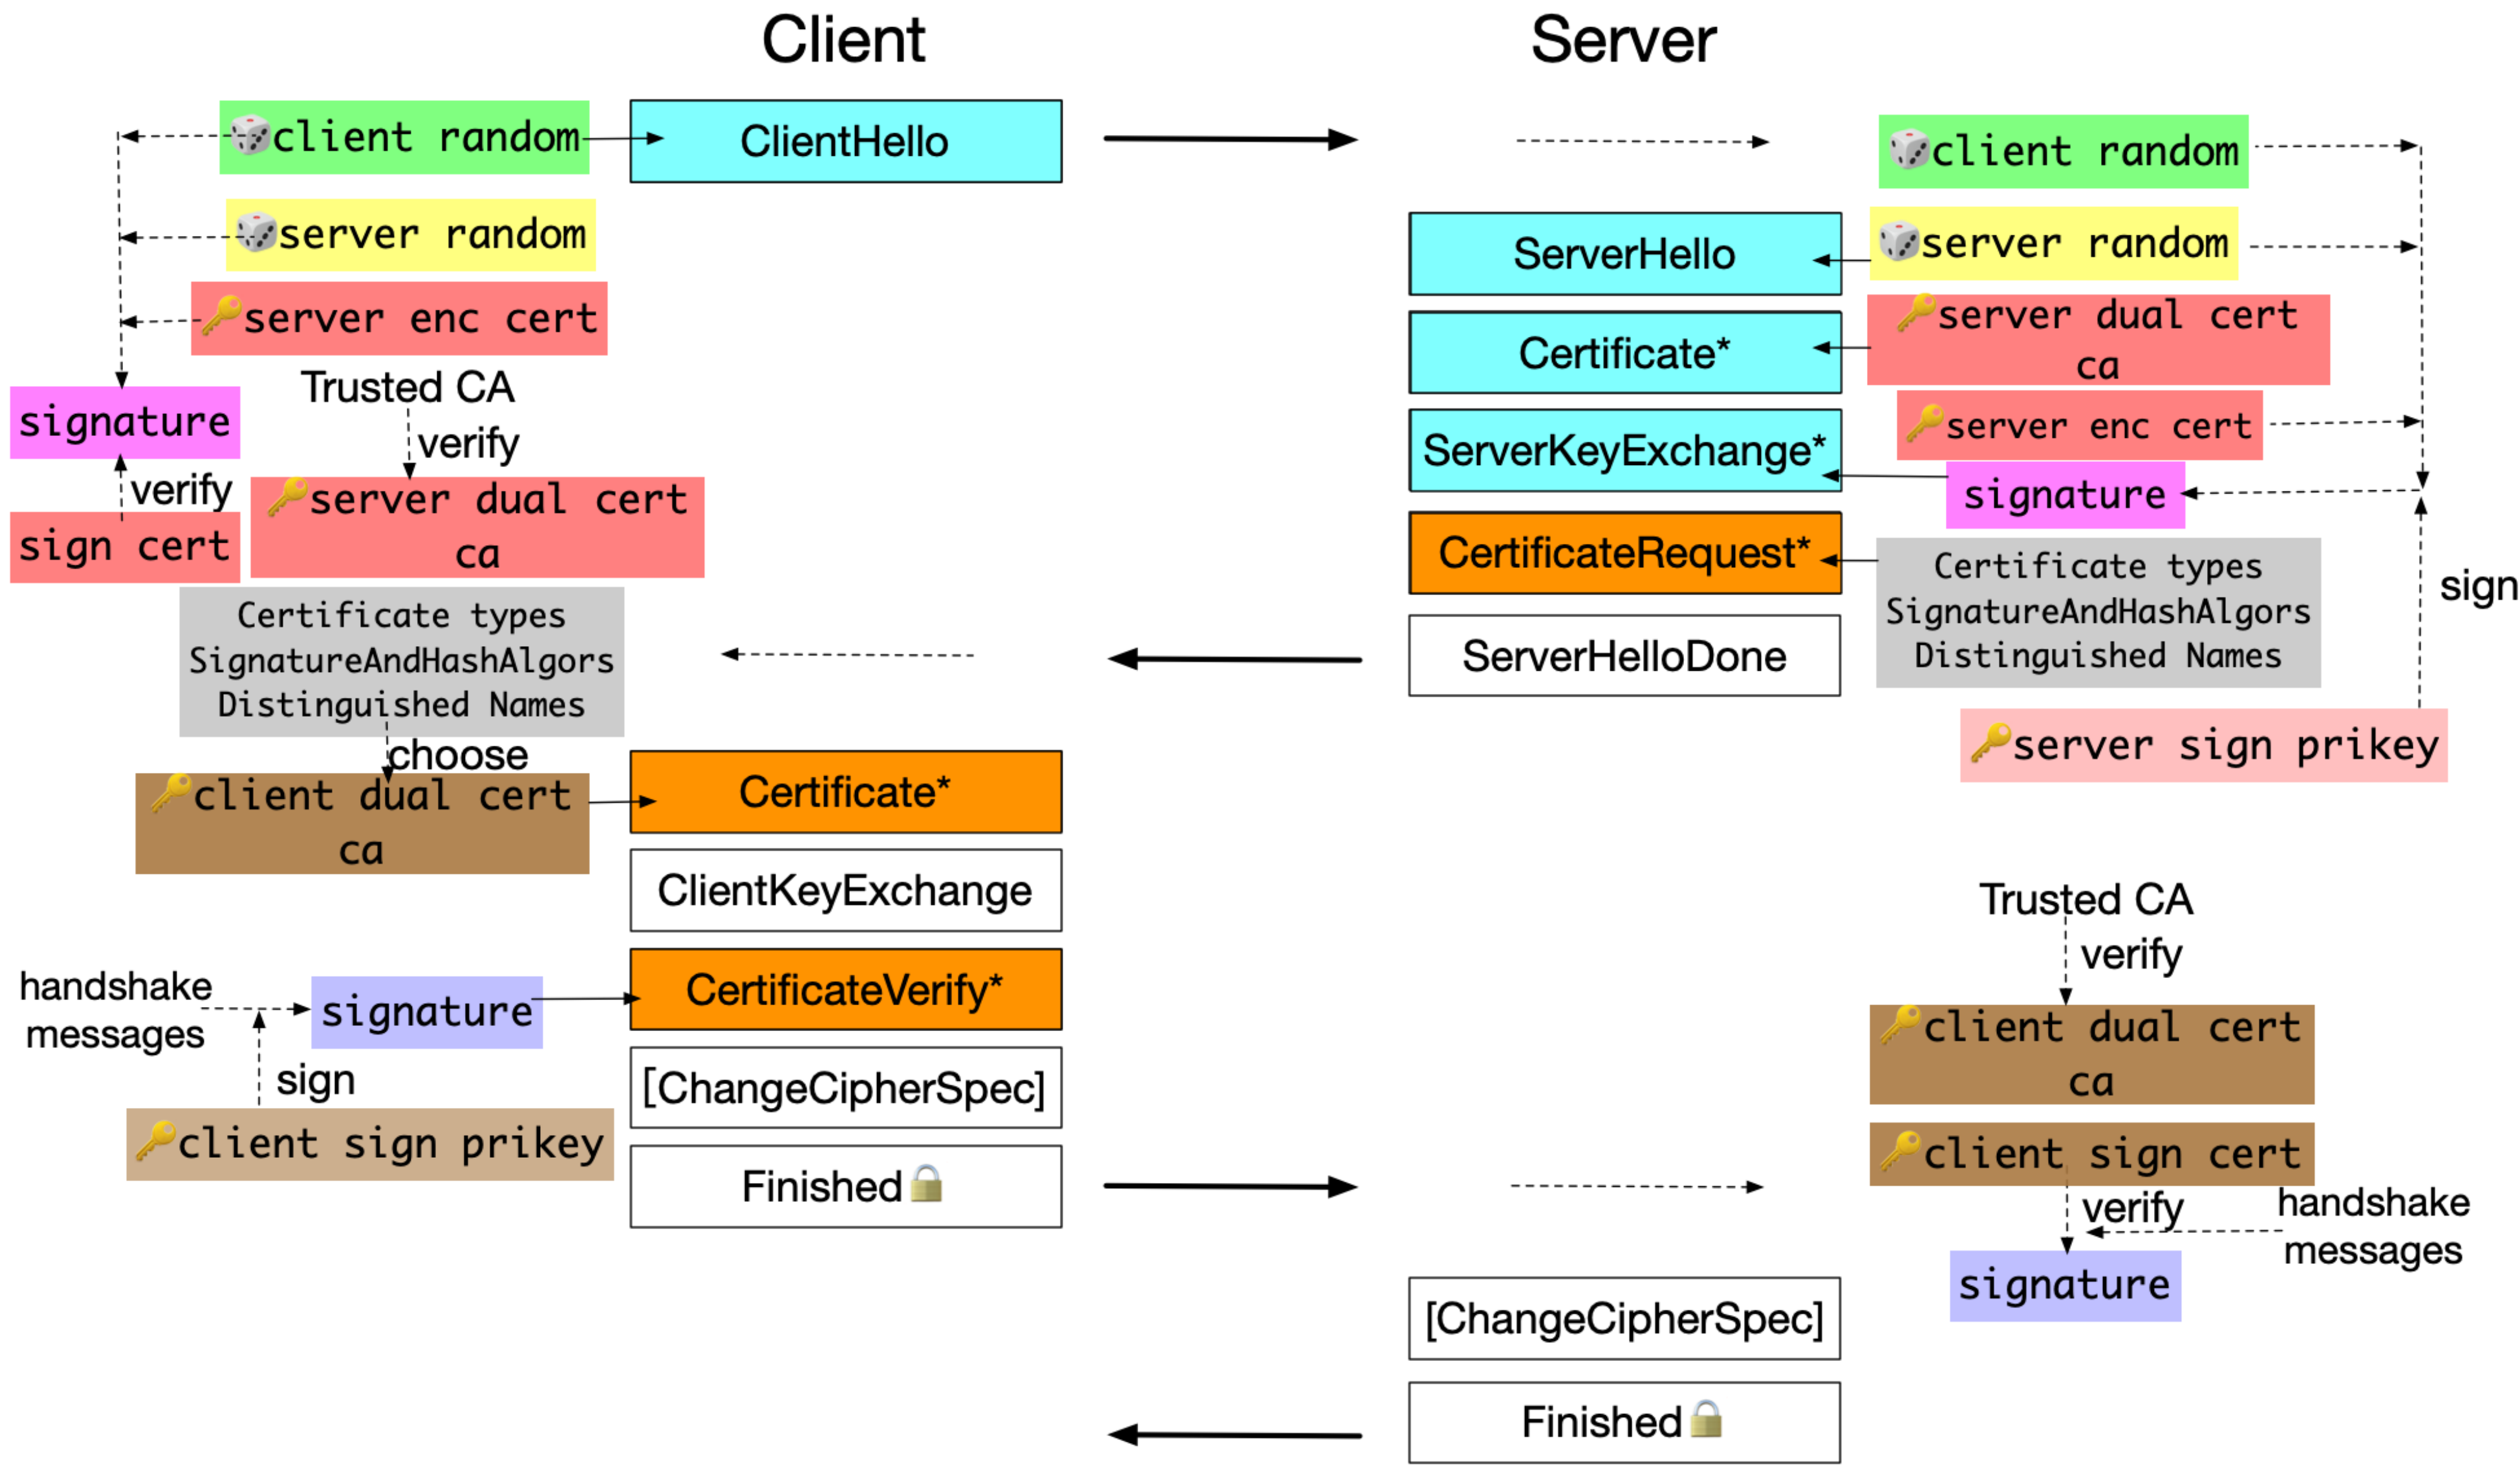 Client
Server
client random
ClientHello
client random
server random
ServerHello
server random
server enc cert
Certificate*
server dual cert
ca
Trusted CA
verify
signature
ServerKeyExchange*
server enc cert
signature
verify
server dual cert
ca
sign cert
CertificateRequest*
Certificate types
SignatureAndHashAlgors
Distinguished Names
sign
Certificate types
SignatureAndHashAlgors
Distinguished Names
ServerHelloDone
server sign prikey
choose
client dual cert
ca
Certificate*
ClientKeyExchange
Trusted CA
verify
handshake
messages
signature
CertificateVerify*
client dual cert
ca
sign
[ChangeCipherSpec]
client sign prikey
client sign cert
Finished
verify
handshake
messages
signature
[ChangeCipherSpec]
Finished